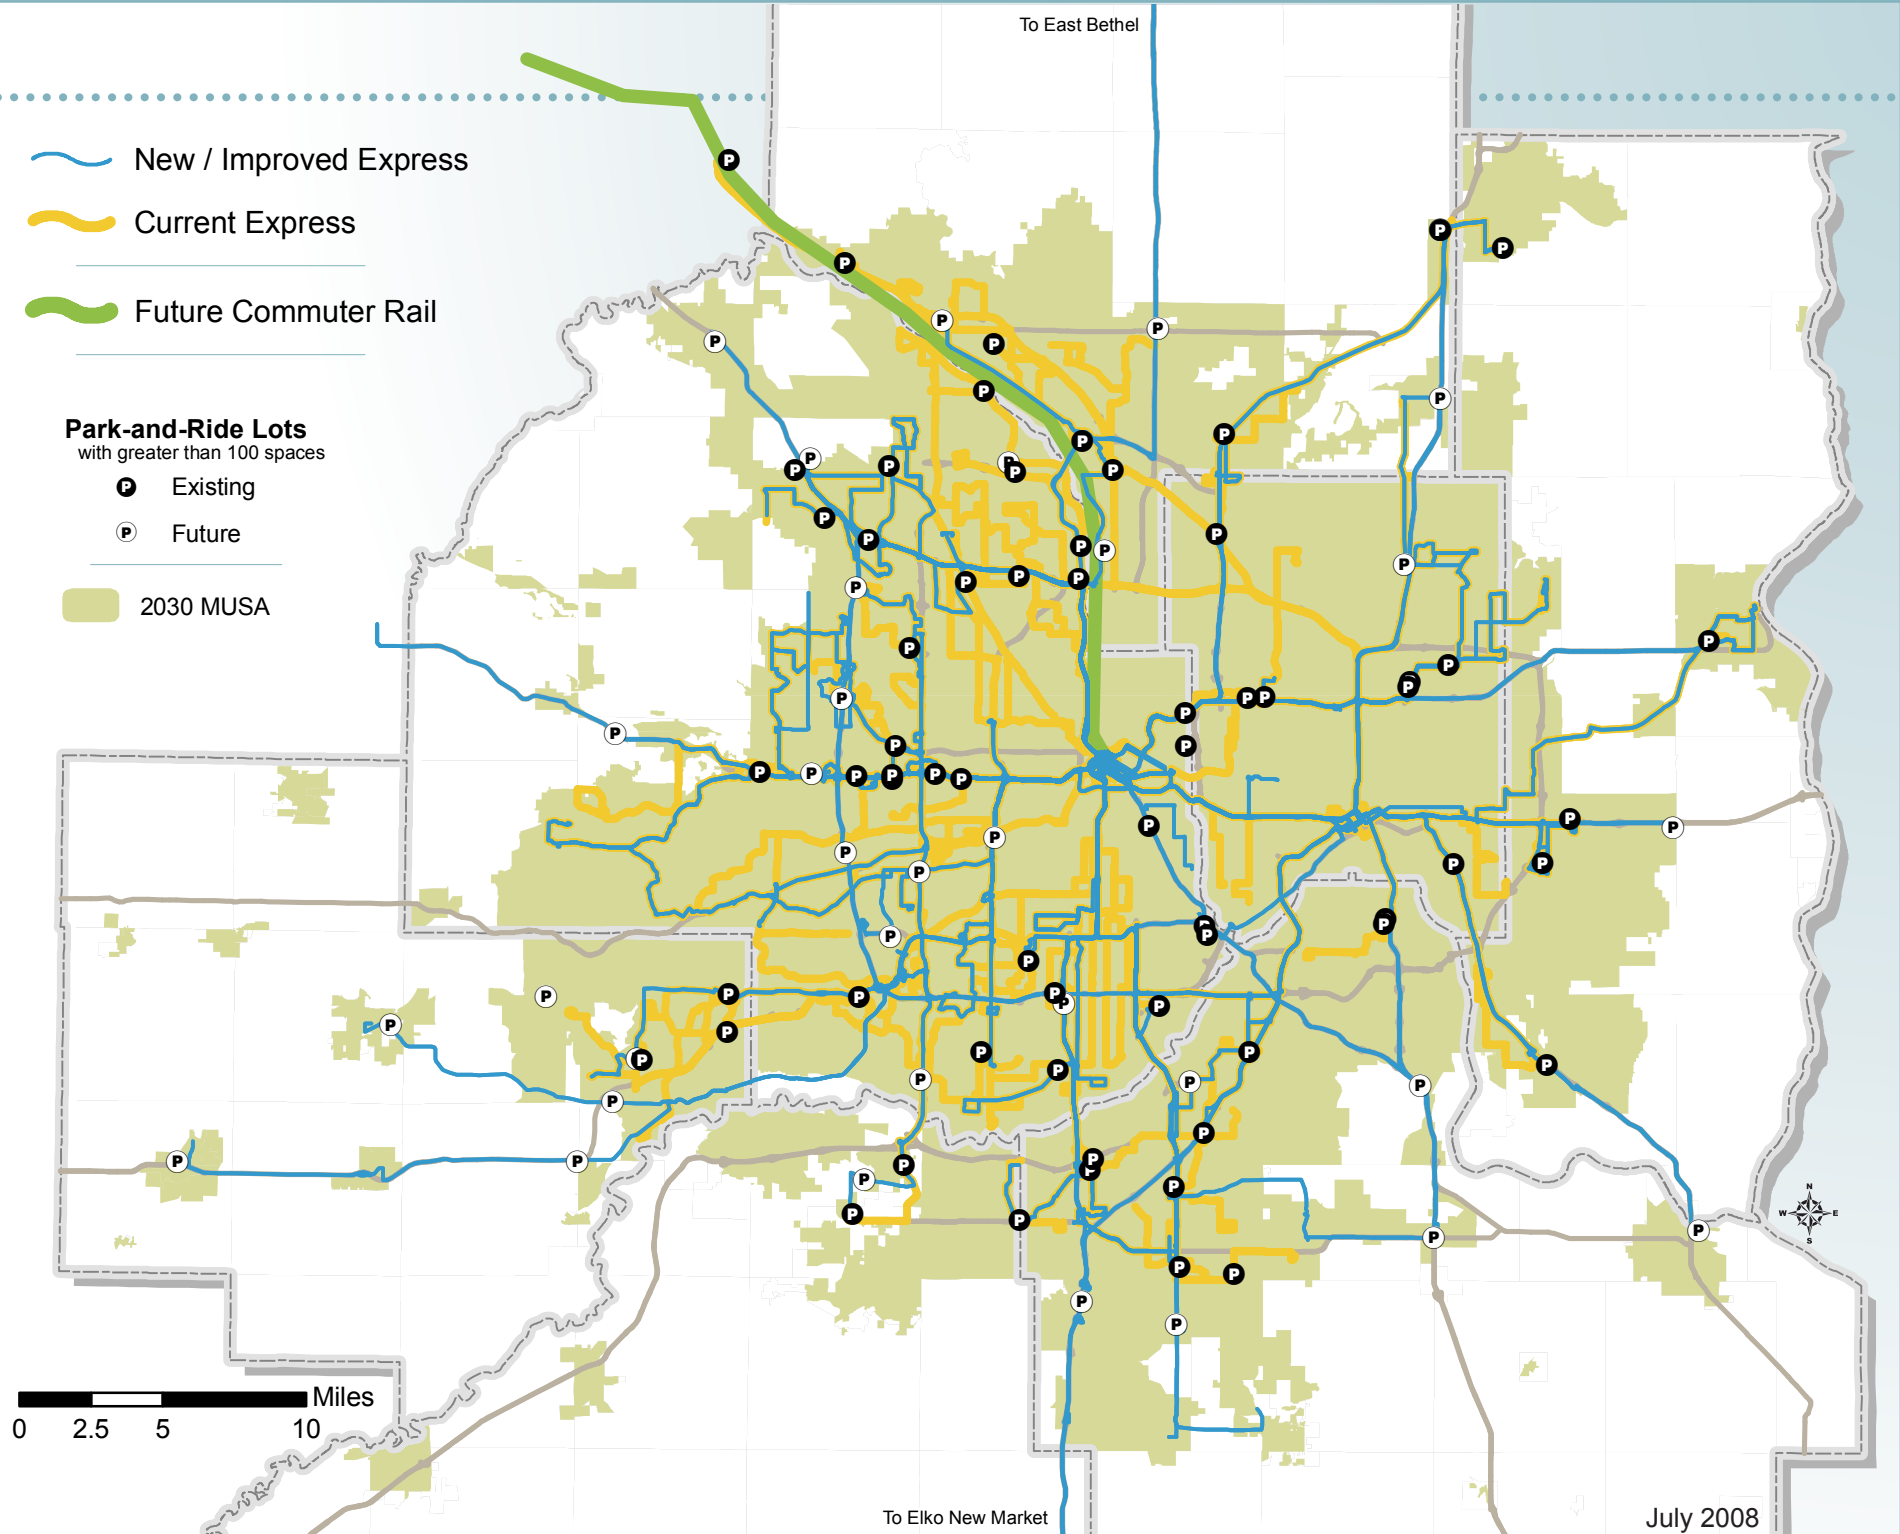 To East Bethel
New / Improved Express
Current Express
Future Commuter Rail
Park-and-Ride Lots
with greater than 100 spaces
P Existing
P Future
2030 MUSA
N
W E
S
Miles
0 2.5 5 10
To Elko New Market
July 2008